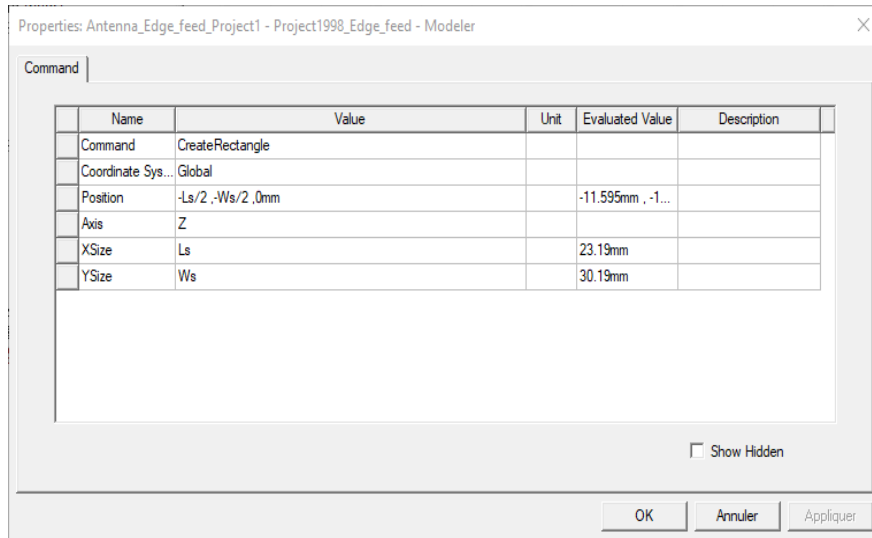 Properties: Antenna_Edge_feed_Project1 - Project1998_Edge_feed - Modeler
Command
Name Value Unit Evaluated Value Description
Command CreateRectangle
Coordinate Sys... Global
Position -Ls/2 ,-Ws/2 ,0mm -11.595mm , -1...
Axis Z
XSize Ls 23.19mm
YSize Ws 30.19mm
Show Hidden
OK Annuler Appliquer